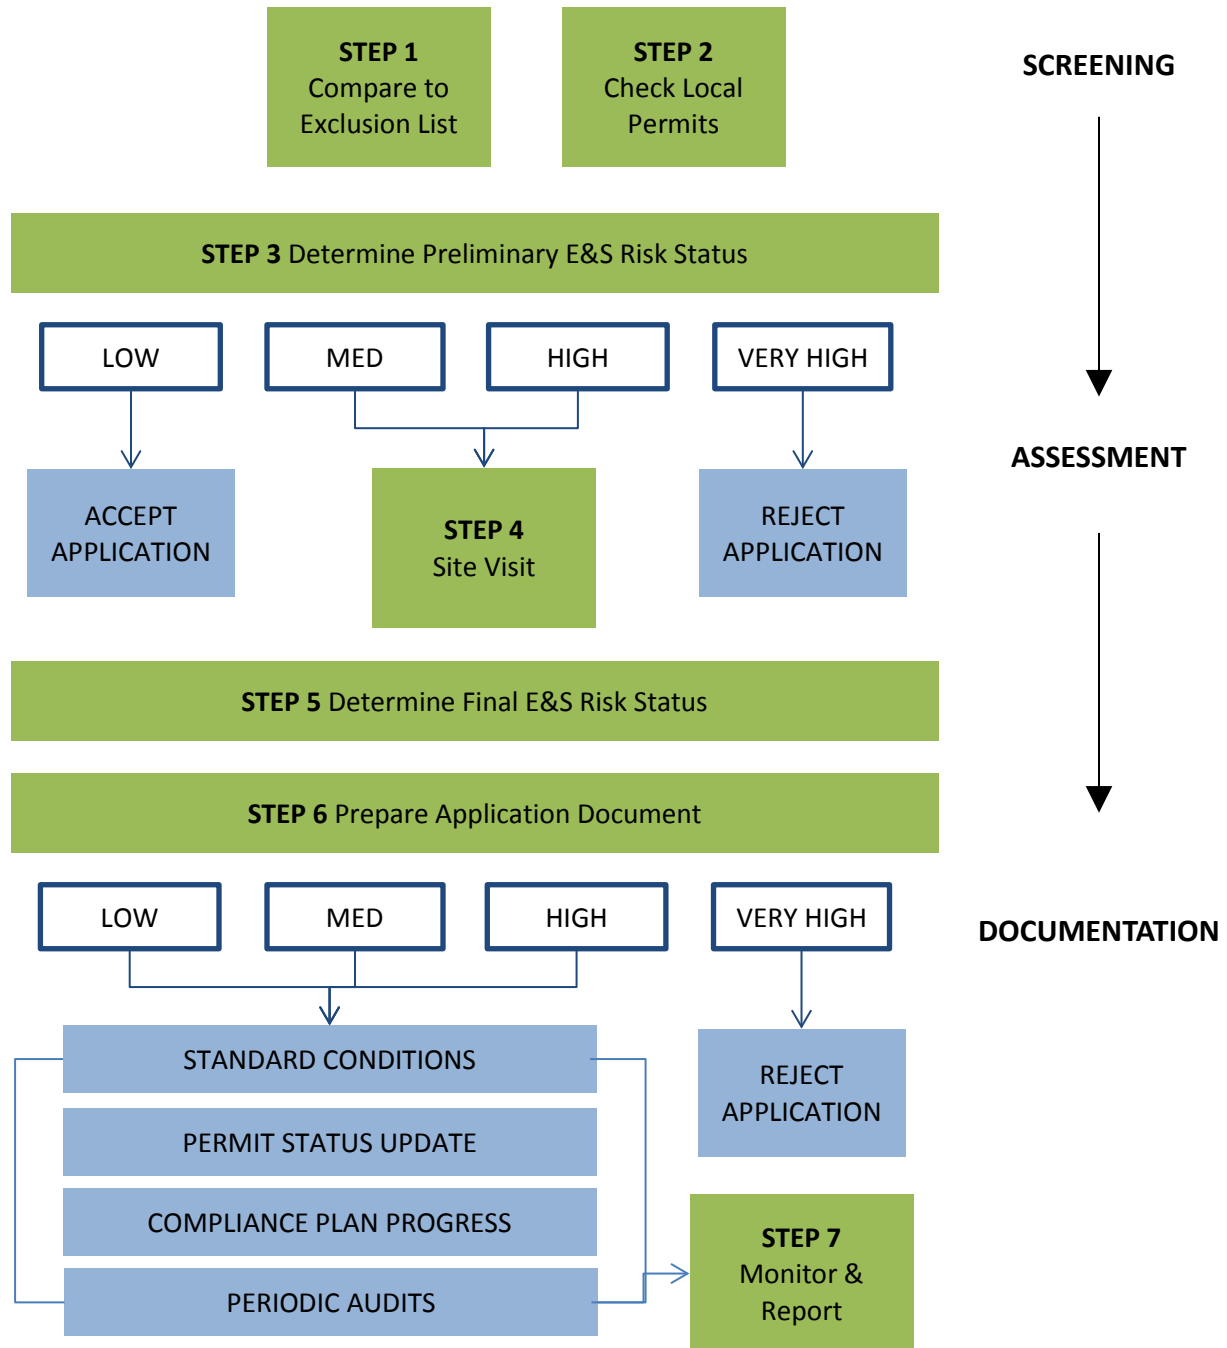 STEP 1
Compare to
Exclusion List
STEP 2
Check Local
Permits
SCREENING
STEP 3 Determine Preliminary E&S Risk Status
LOW
MED
HIGH
VERY HIGH
ACCEPT
APPLICATION
STEP 4
Site Visit
REJECT
APPLICATION
ASSESSMENT
STEP 5 Determine Final E&S Risk Status
STEP 6 Prepare Application Document
LOW
MED
HIGH
VERY HIGH
DOCUMENTATION
STANDARD CONDITIONS
PERMIT STATUS UPDATE
COMPLIANCE PLAN PROGRESS
PERIODIC AUDITS
REJECT
APPLICATION
STEP 7
Monitor &
Report